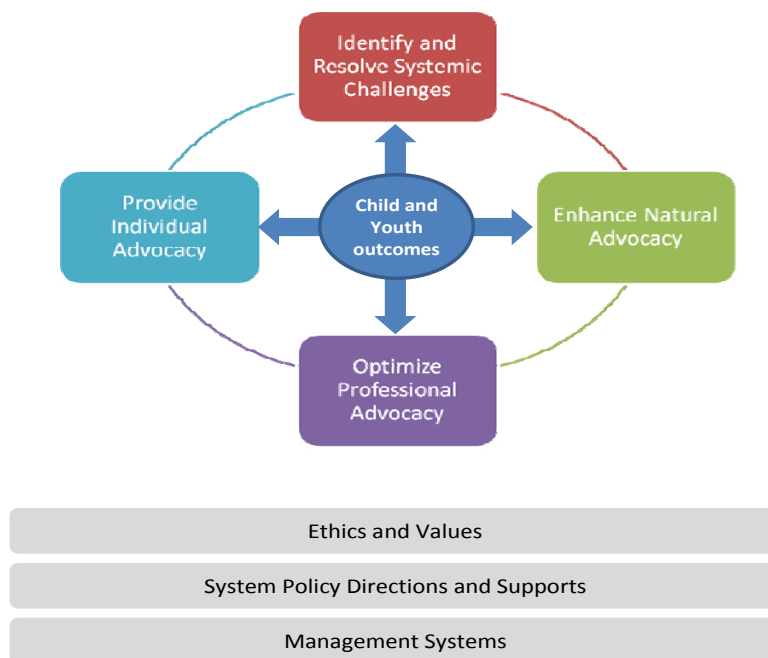 Identify and
Resolve Systemic
Challenges
Provide
Individual
Advocacy
Child and
Youth
outcomes
Enhance Natural
Advocacy
Optimize
Professional
Advocacy
Ethics and Values
System Policy Directions and Supports
Management Systems